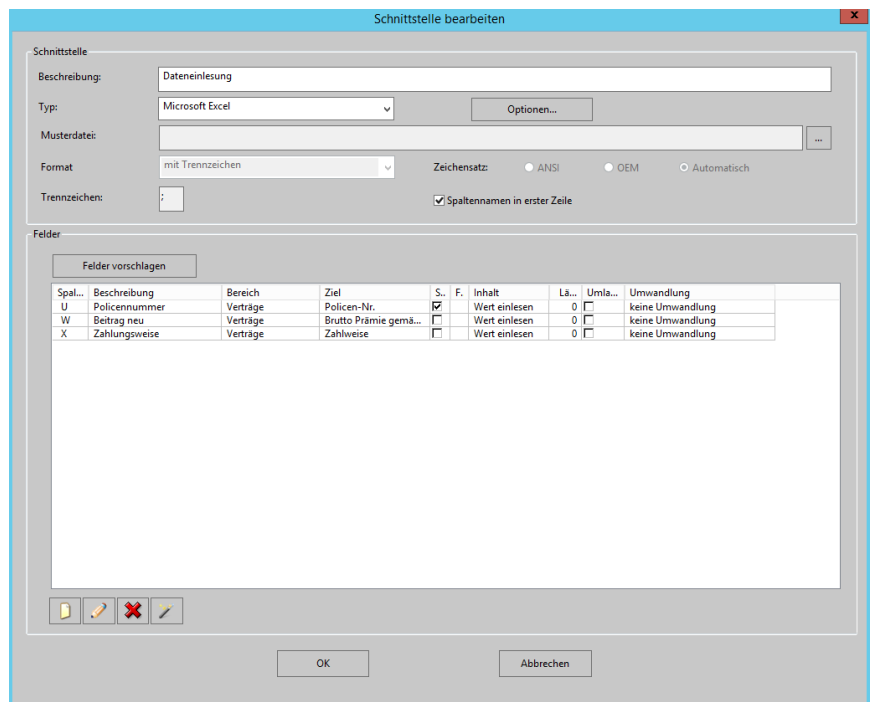 Schnittstelle bearbeiten
x
Schnittstelle
Beschreibung: Dateneinlesung
Typ: Microsoft Excel Optionen...
Musterdatei: ...
Format mit Trennzeichen Zeichensatz: ANSI OEM Automatisch
Trennzeichen: ; Spaltennamen in erster Zeile
Felder
Felder vorschlagen
Spal... Beschreibung Bereich Ziel S.. F. Inhalt Lä... Umla... Umwandlung
U Policennummer Verträge Policen-Nr. Wert einlesen 0 keine Umwandlung
W Beitrag neu Verträge Brutto Prämie gemä... Wert einlesen 0 keine Umwandlung
X Zahlungsweise Verträge Zahlweise Wert einlesen 0 keine Umwandlung
OK Abbrechen